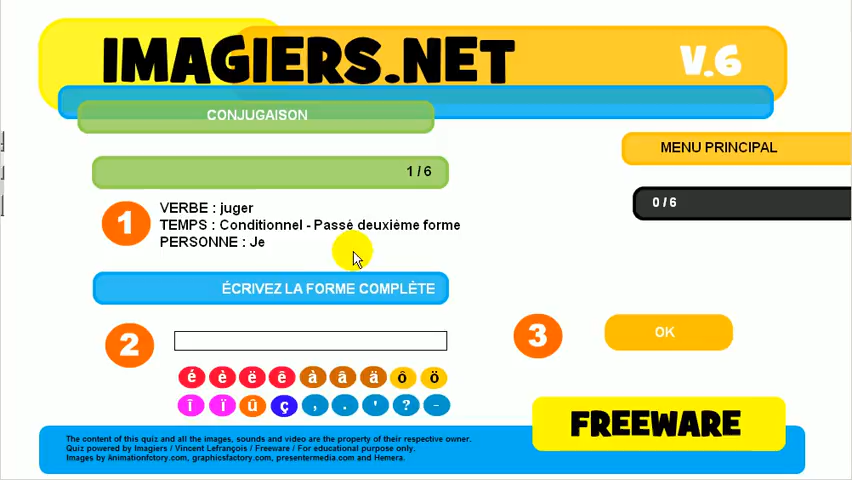 IMAGIERS.NET
V.6
CONJUGAISON
MENU PRINCIPAL
1 / 6
0 / 6
1
VERBE : juger
TEMPS : Conditionnel - Passé deuxième forme
PERSONNE : Je
ÉCRIVEZ LA FORME COMPLÈTE
2
3
OK
é è ë ê à â ä ô ö
î ï û ç , . ' ? -
FREEWARE
The content of this quiz and all the images, sounds and video are the property of their respective owner.
Quiz powered by Imagiers / Vincent Lefrançois / Freeware / For educational purpose only.
Images by Animationfctory.com, graphicsfactory.com, presentermedia.com and Hemera.